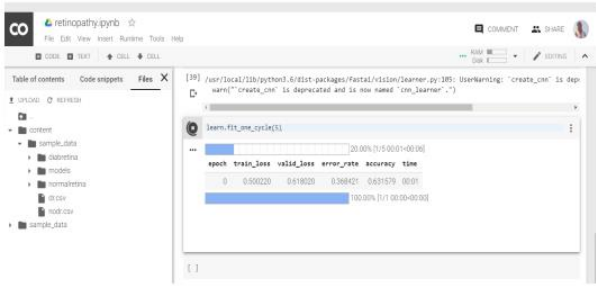 CO
retinopathy.ipynb
File Edit View Insert Runtime Tools Help
COMMENT SHARE
CODE TEXT CELL CELL
RAM
Disk
EDITING
Table of contents Code snippets Files X
UPLOAD REFRESH
..
content
sample_data
diabretina
models
normalretina
dr.csv
nodr.csv
sample_data
[39] /usr/local/lib/python3.6/dist-packages/fastai/vision/learner.py:105: UserWarning: `create_cnn` is depr
warn("`create_cnn` is deprecated and is now named `cnn_learner`.")
learn.fit_one_cycle(5)
20.00% [1/5 00:01<00:06]
epoch train_loss valid_loss error_rate accuracy time
0 0.500220 0.618020 0.368421 0.631579 00:01
100.00% [1/1 00:00<00:00]
[ ]